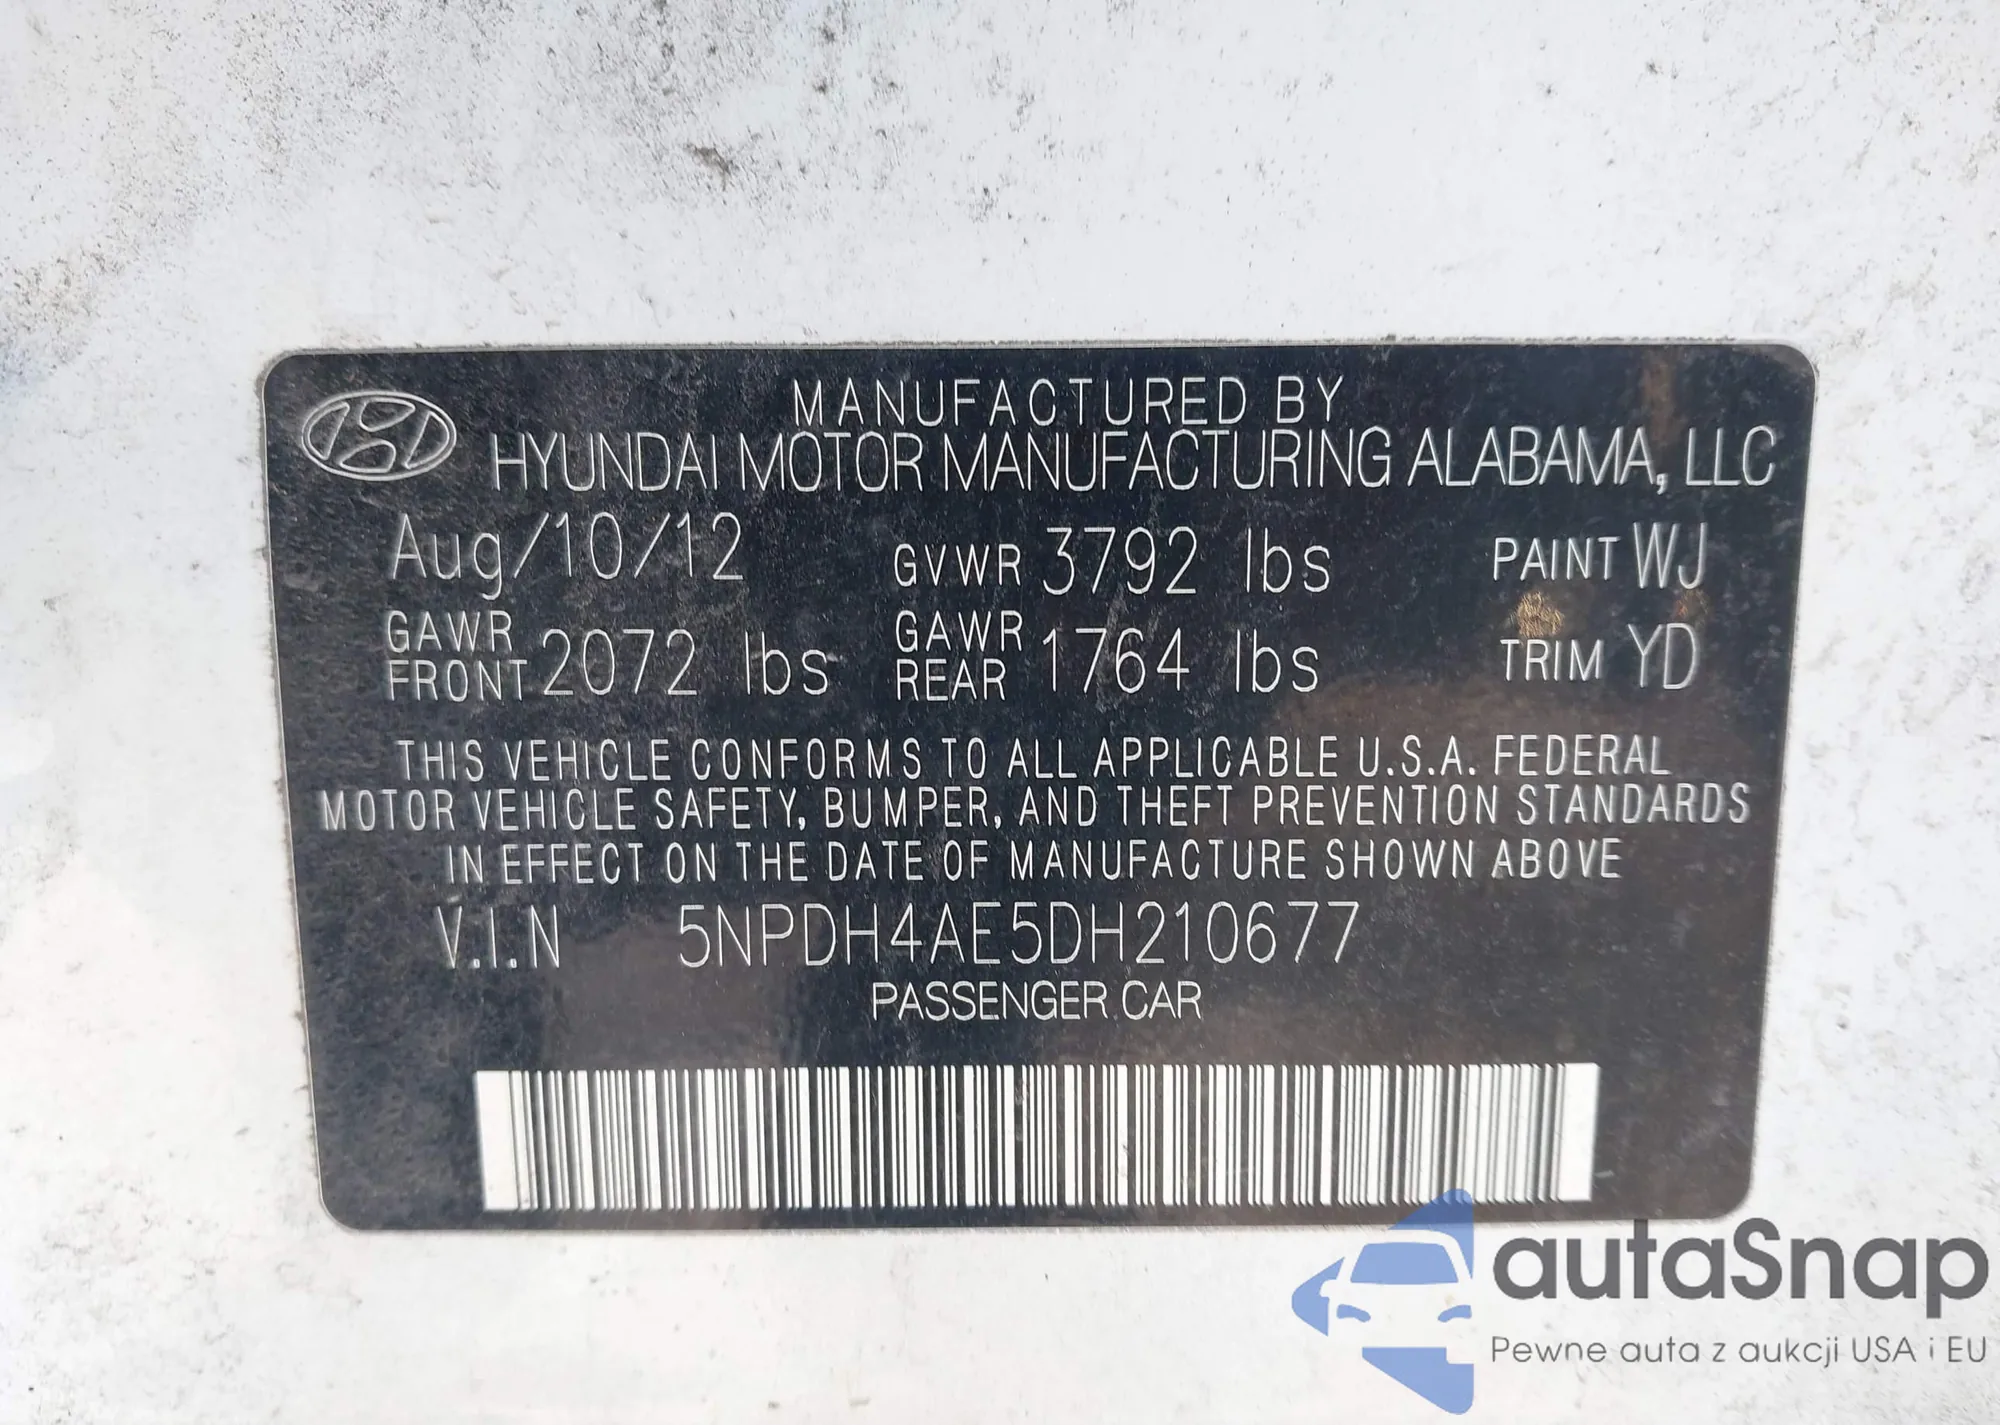 MANUFACTURED BY
HYUNDAI MOTOR MANUFACTURING ALABAMA, LLC
Aug/10/12 GVWR 3792 lbs PAINT WJ
GAWR FRONT 2072 lbs GAWR REAR 1764 lbs TRIM YD
THIS VEHICLE CONFORMS TO ALL APPLICABLE U.S.A. FEDERAL
MOTOR VEHICLE SAFETY, BUMPER, AND THEFT PREVENTION STANDARDS
IN EFFECT ON THE DATE OF MANUFACTURE SHOWN ABOVE
V.I.N 5NPDH4AE5DH210677
PASSENGER CAR
autaSnap
Pewne auta z aukcji USA i EU